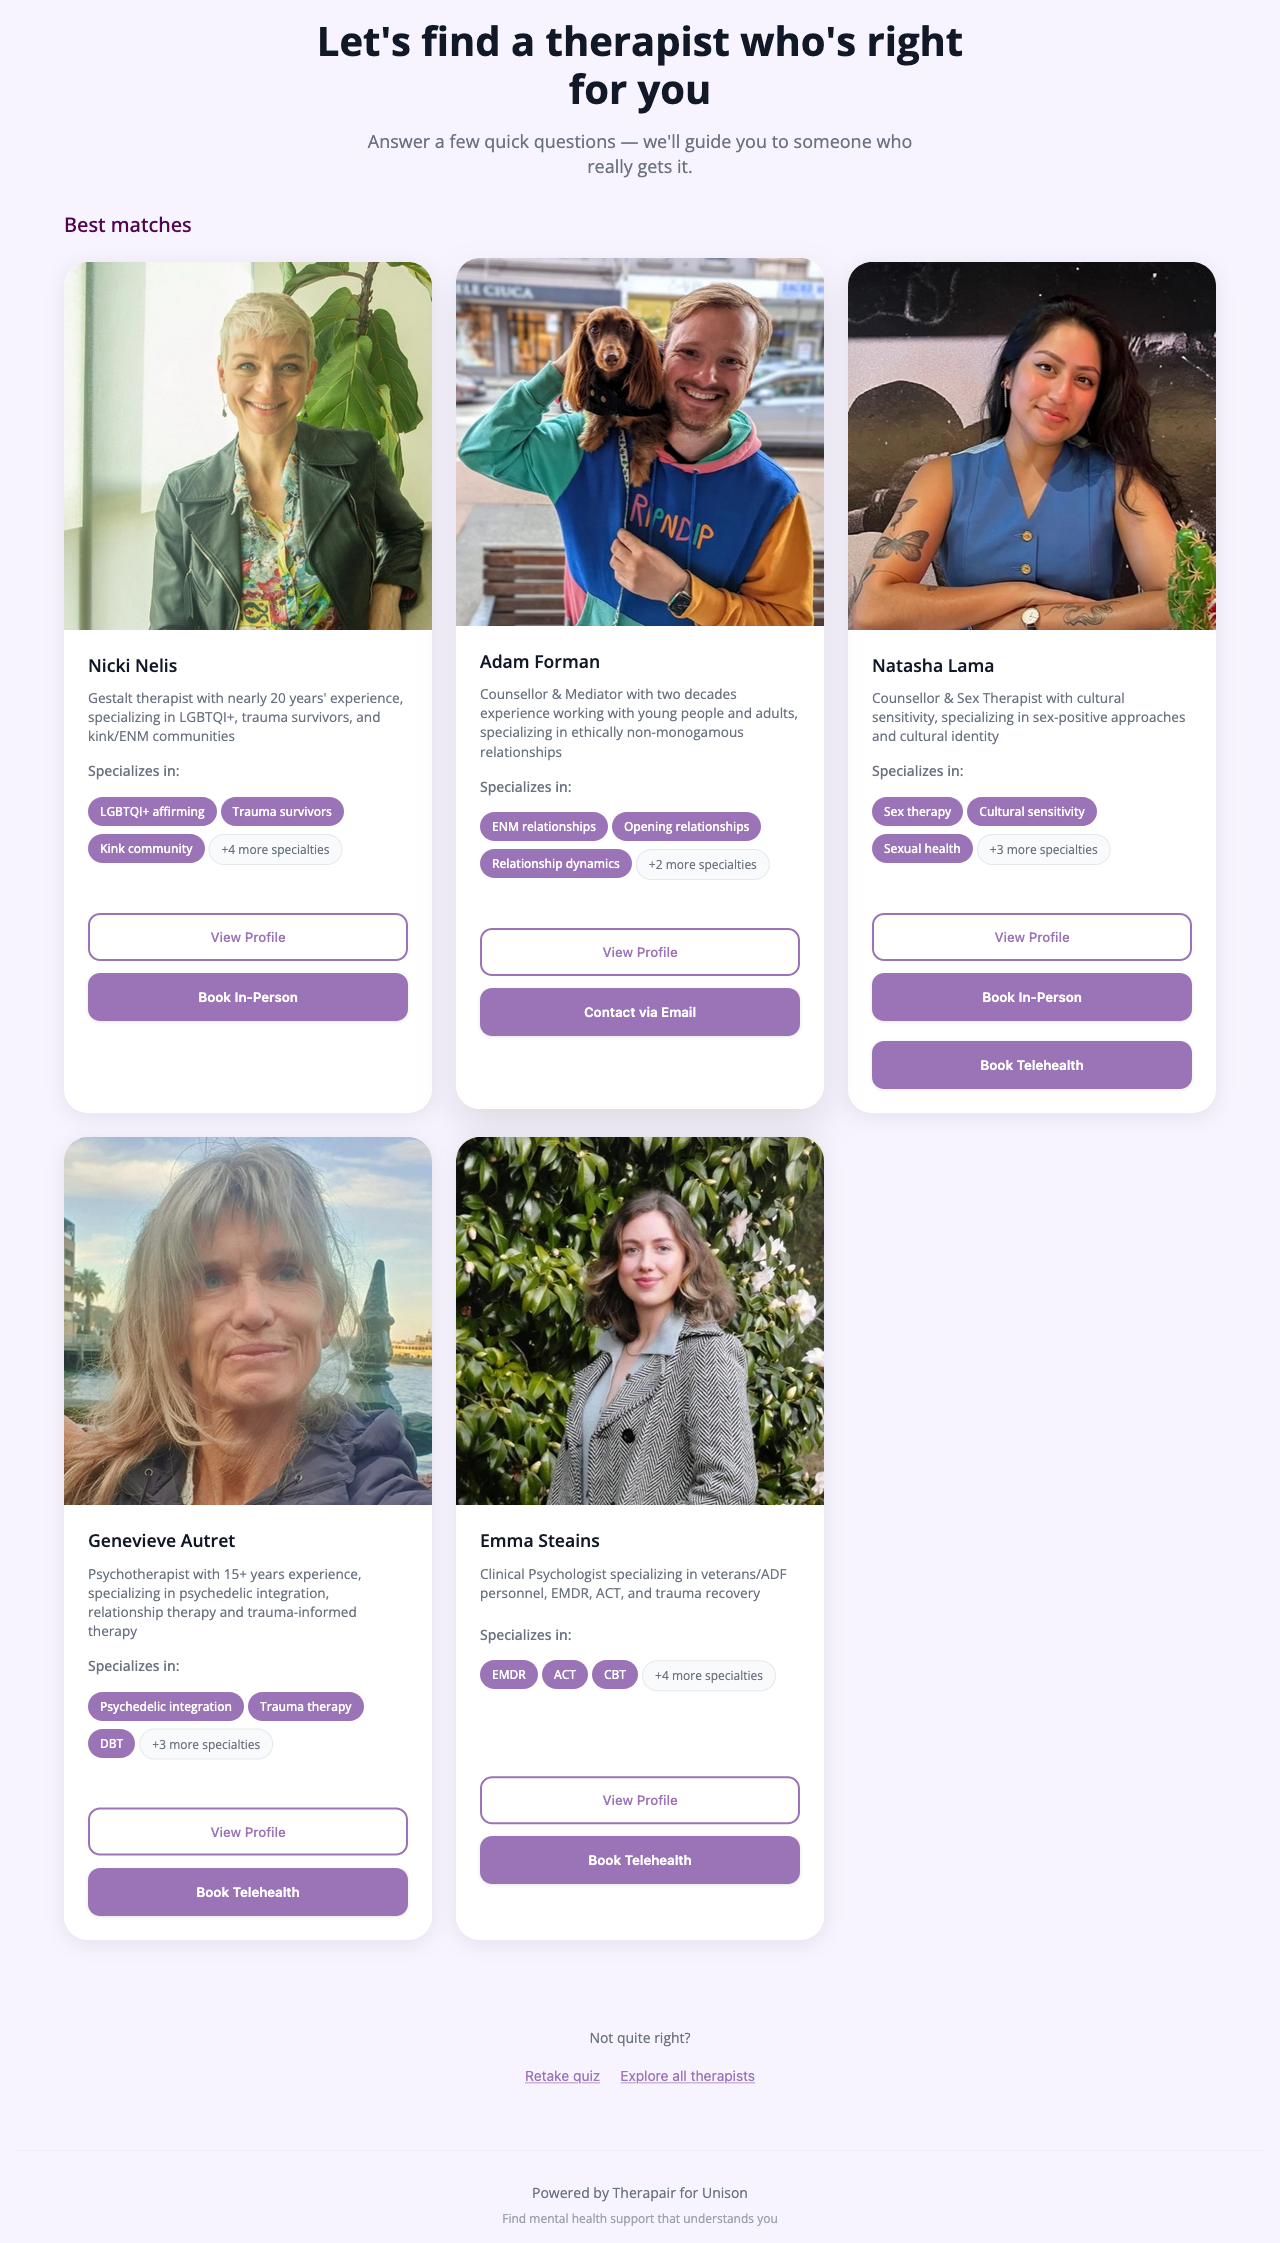 Let's find a therapist who's right
for you
Answer a few quick questions — we'll guide you to someone who
really gets it.
Best matches
LE CIUCA
RIPNDIP
Nicki Nelis
Gestalt therapist with nearly 20 years' experience,
specializing in LGBTQI+, trauma survivors, and
kink/ENM communities
Specializes in:
LGBTQI+ affirming
Trauma survivors
Kink community
+4 more specialties
View Profile
Book In-Person
Adam Forman
Counsellor & Mediator with two decades
experience working with young people and adults,
specializing in ethically non-monogamous
relationships
Specializes in:
ENM relationships
Opening relationships
Relationship dynamics
+2 more specialties
View Profile
Contact via Email
Natasha Lama
Counsellor & Sex Therapist with cultural
sensitivity, specializing in sex-positive approaches
and cultural identity
Specializes in:
Sex therapy
Cultural sensitivity
Sexual health
+3 more specialties
View Profile
Book In-Person
Book Telehealth
Genevieve Autret
Psychotherapist with 15+ years experience,
specializing in psychedelic integration,
relationship therapy and trauma-informed
therapy
Specializes in:
Psychedelic integration
Trauma therapy
DBT
+3 more specialties
View Profile
Book Telehealth
Emma Steains
Clinical Psychologist specializing in veterans/ADF
personnel, EMDR, ACT, and trauma recovery
Specializes in:
EMDR
ACT
CBT
+4 more specialties
View Profile
Book Telehealth
Not quite right?
Retake quiz
Explore all therapists
Powered by Therapair for Unison
Find mental health support that understands you